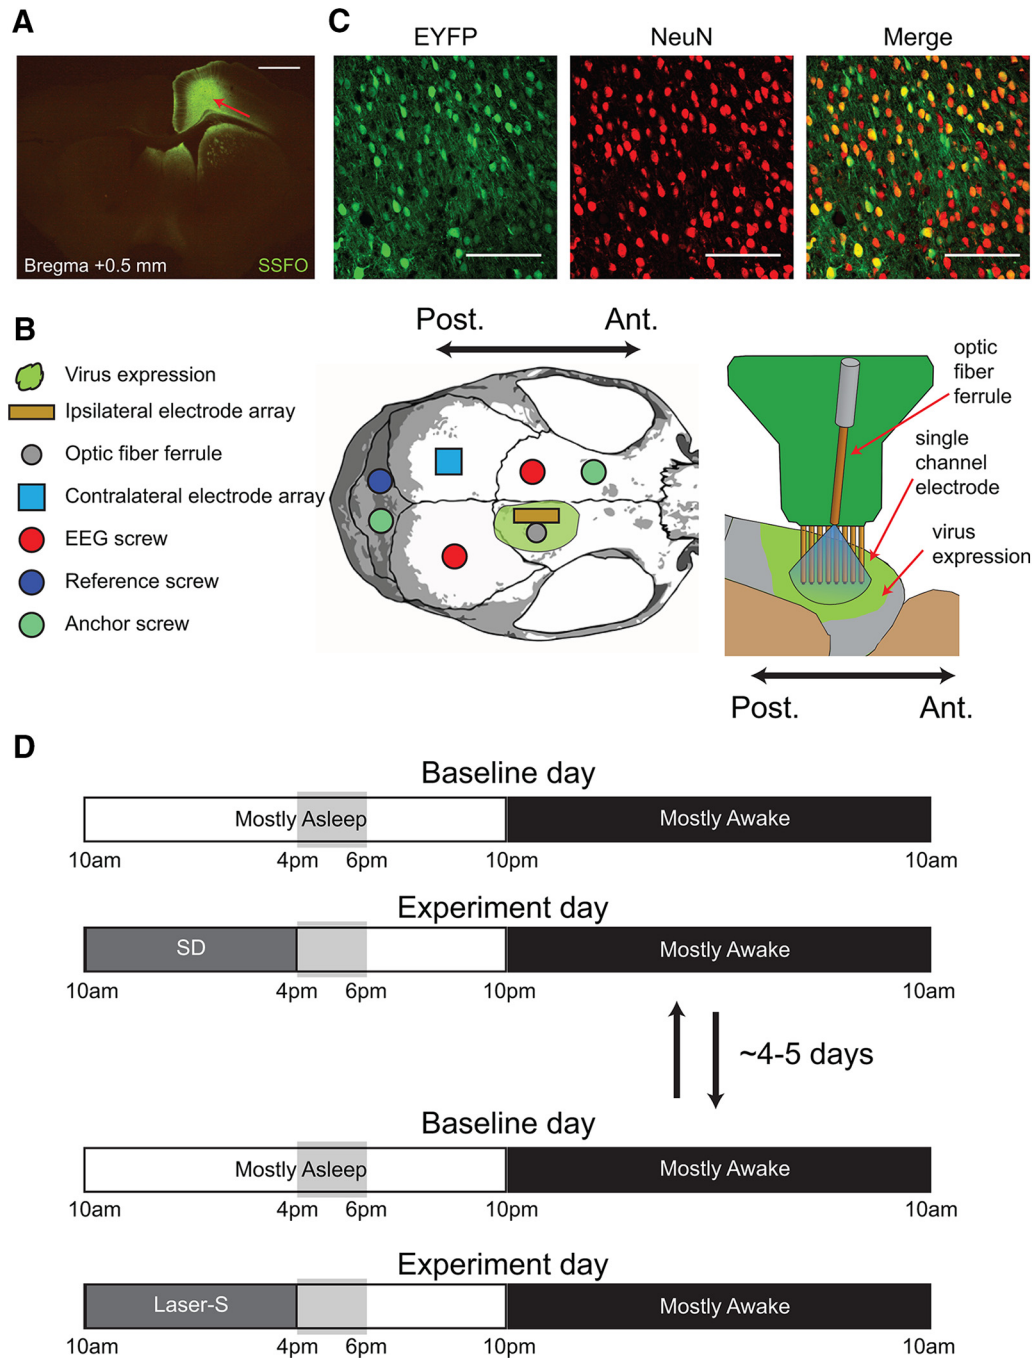 A
Bregma +0.5 mm
SSFO
C
EYFP
NeuN
Merge
B
Virus expression
Ipsilateral electrode array
Optic fiber ferrule
Contralateral electrode array
EEG screw
Reference screw
Anchor screw
Post.
Ant.
optic
fiber
ferrule
single
channel
electrode
virus
expression
Post.
Ant.
D
Baseline day
Mostly Asleep
Mostly Awake
10am
4pm
6pm
10pm
10am
Experiment day
SD
Mostly Awake
10am
4pm
6pm
10pm
10am
~4-5 days
Baseline day
Mostly Asleep
Mostly Awake
10am
4pm
6pm
10pm
10am
Experiment day
Laser-S
Mostly Awake
10am
4pm
6pm
10pm
10am